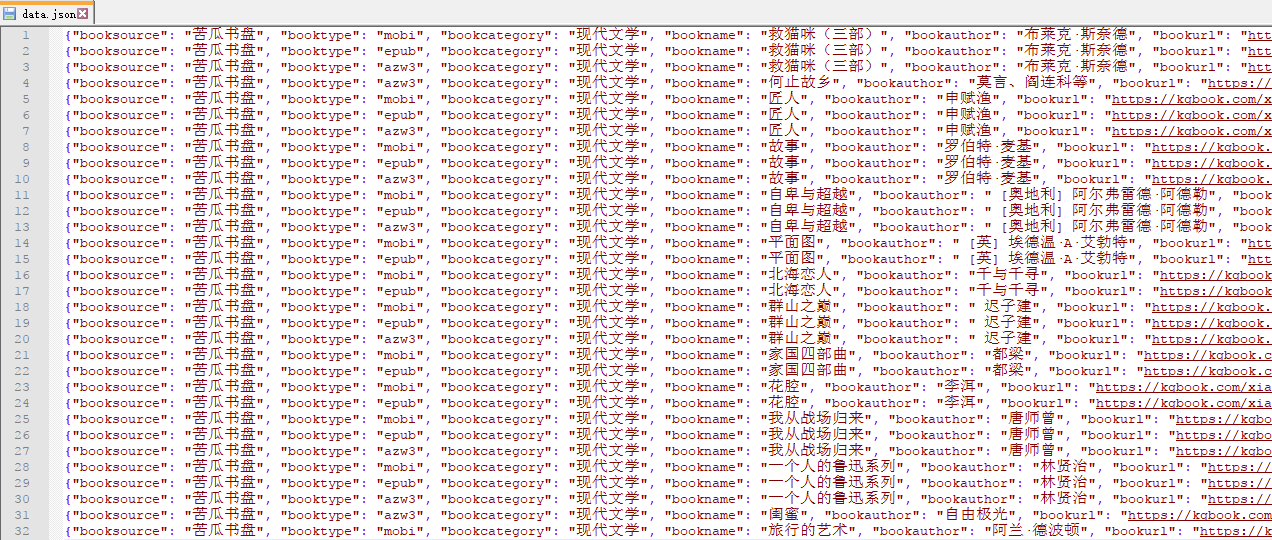 data.json
1 {"booksource": "苦瓜书盘", "booktype": "mobi", "bookcategory": "现代文学", "bookname": "救猫咪（三部）", "bookauthor": "布莱克·斯奈德", "bookurl": "htt
2 {"booksource": "苦瓜书盘", "booktype": "epub", "bookcategory": "现代文学", "bookname": "救猫咪（三部）", "bookauthor": "布莱克·斯奈德", "bookurl": "htt
3 {"booksource": "苦瓜书盘", "booktype": "azw3", "bookcategory": "现代文学", "bookname": "救猫咪（三部）", "bookauthor": "布莱克·斯奈德", "bookurl": "htt
4 {"booksource": "苦瓜书盘", "booktype": "azw3", "bookcategory": "现代文学", "bookname": "何止故乡", "bookauthor": "莫言、阎连科等", "bookurl": "https://
5 {"booksource": "苦瓜书盘", "booktype": "mobi", "bookcategory": "现代文学", "bookname": "匠人", "bookauthor": "申赋渔", "bookurl": "https://kgbook.com/x
6 {"booksource": "苦瓜书盘", "booktype": "epub", "bookcategory": "现代文学", "bookname": "匠人", "bookauthor": "申赋渔", "bookurl": "https://kgbook.com/x
7 {"booksource": "苦瓜书盘", "booktype": "azw3", "bookcategory": "现代文学", "bookname": "匠人", "bookauthor": "申赋渔", "bookurl": "https://kgbook.com/x
8 {"booksource": "苦瓜书盘", "booktype": "mobi", "bookcategory": "现代文学", "bookname": "故事", "bookauthor": "罗伯特·麦基", "bookurl": "https://kgbook.
9 {"booksource": "苦瓜书盘", "booktype": "epub", "bookcategory": "现代文学", "bookname": "故事", "bookauthor": "罗伯特·麦基", "bookurl": "https://kgbook.
10 {"booksource": "苦瓜书盘", "booktype": "azw3", "bookcategory": "现代文学", "bookname": "故事", "bookauthor": "罗伯特·麦基", "bookurl": "https://kgbook.
11 {"booksource": "苦瓜书盘", "booktype": "mobi", "bookcategory": "现代文学", "bookname": "自卑与超越", "bookauthor": " [奥地利] 阿尔弗雷德·阿德勒", "boo
12 {"booksource": "苦瓜书盘", "booktype": "epub", "bookcategory": "现代文学", "bookname": "自卑与超越", "bookauthor": " [奥地利] 阿尔弗雷德·阿德勒", "boo
13 {"booksource": "苦瓜书盘", "booktype": "azw3", "bookcategory": "现代文学", "bookname": "自卑与超越", "bookauthor": " [奥地利] 阿尔弗雷德·阿德勒", "boo
14 {"booksource": "苦瓜书盘", "booktype": "mobi", "bookcategory": "现代文学", "bookname": "平面图", "bookauthor": " [英] 埃德温·A·艾勃特", "bookurl": "htt
15 {"booksource": "苦瓜书盘", "booktype": "epub", "bookcategory": "现代文学", "bookname": "平面图", "bookauthor": " [英] 埃德温·A·艾勃特", "bookurl": "htt
16 {"booksource": "苦瓜书盘", "booktype": "mobi", "bookcategory": "现代文学", "bookname": "北海恋人", "bookauthor": "千与千寻", "bookurl": "https://kgbook
17 {"booksource": "苦瓜书盘", "booktype": "epub", "bookcategory": "现代文学", "bookname": "北海恋人", "bookauthor": "千与千寻", "bookurl": "https://kgbook
18 {"booksource": "苦瓜书盘", "booktype": "mobi", "bookcategory": "现代文学", "bookname": "群山之巅", "bookauthor": " 迟子建", "bookurl": "https://kgbook.
19 {"booksource": "苦瓜书盘", "booktype": "epub", "bookcategory": "现代文学", "bookname": "群山之巅", "bookauthor": " 迟子建", "bookurl": "https://kgbook.
20 {"booksource": "苦瓜书盘", "booktype": "azw3", "bookcategory": "现代文学", "bookname": "群山之巅", "bookauthor": " 迟子建", "bookurl": "https://kgbook.
21 {"booksource": "苦瓜书盘", "booktype": "mobi", "bookcategory": "现代文学", "bookname": "家国四部曲", "bookauthor": "都梁", "bookurl": "https://kgbook.c
22 {"booksource": "苦瓜书盘", "booktype": "epub", "bookcategory": "现代文学", "bookname": "家国四部曲", "bookauthor": "都梁", "bookurl": "https://kgbook.c
23 {"booksource": "苦瓜书盘", "booktype": "mobi", "bookcategory": "现代文学", "bookname": "花腔", "bookauthor": "李洱", "bookurl": "https://kgbook.com/xia
24 {"booksource": "苦瓜书盘", "booktype": "epub", "bookcategory": "现代文学", "bookname": "花腔", "bookauthor": "李洱", "bookurl": "https://kgbook.com/xia
25 {"booksource": "苦瓜书盘", "booktype": "mobi", "bookcategory": "现代文学", "bookname": "我从战场归来", "bookauthor": "唐师曾", "bookurl": "https://kgb
26 {"booksource": "苦瓜书盘", "booktype": "epub", "bookcategory": "现代文学", "bookname": "我从战场归来", "bookauthor": "唐师曾", "bookurl": "https://kgb
27 {"booksource": "苦瓜书盘", "booktype": "azw3", "bookcategory": "现代文学", "bookname": "我从战场归来", "bookauthor": "唐师曾", "bookurl": "https://kgb
28 {"booksource": "苦瓜书盘", "booktype": "mobi", "bookcategory": "现代文学", "bookname": "一个人的鲁迅系列", "bookauthor": "林贤治", "bookurl": "https://
29 {"booksource": "苦瓜书盘", "booktype": "epub", "bookcategory": "现代文学", "bookname": "一个人的鲁迅系列", "bookauthor": "林贤治", "bookurl": "https://
30 {"booksource": "苦瓜书盘", "booktype": "azw3", "bookcategory": "现代文学", "bookname": "一个人的鲁迅系列", "bookauthor": "林贤治", "bookurl": "https://
31 {"booksource": "苦瓜书盘", "booktype": "azw3", "bookcategory": "现代文学", "bookname": "闺蜜", "bookauthor": "自由极光", "bookurl": "https://kgbook.com
32 {"booksource": "苦瓜书盘", "booktype": "mobi", "bookcategory": "现代文学", "bookname": "旅行的艺术", "bookauthor": "阿兰·德波顿", "bookurl": "https://k